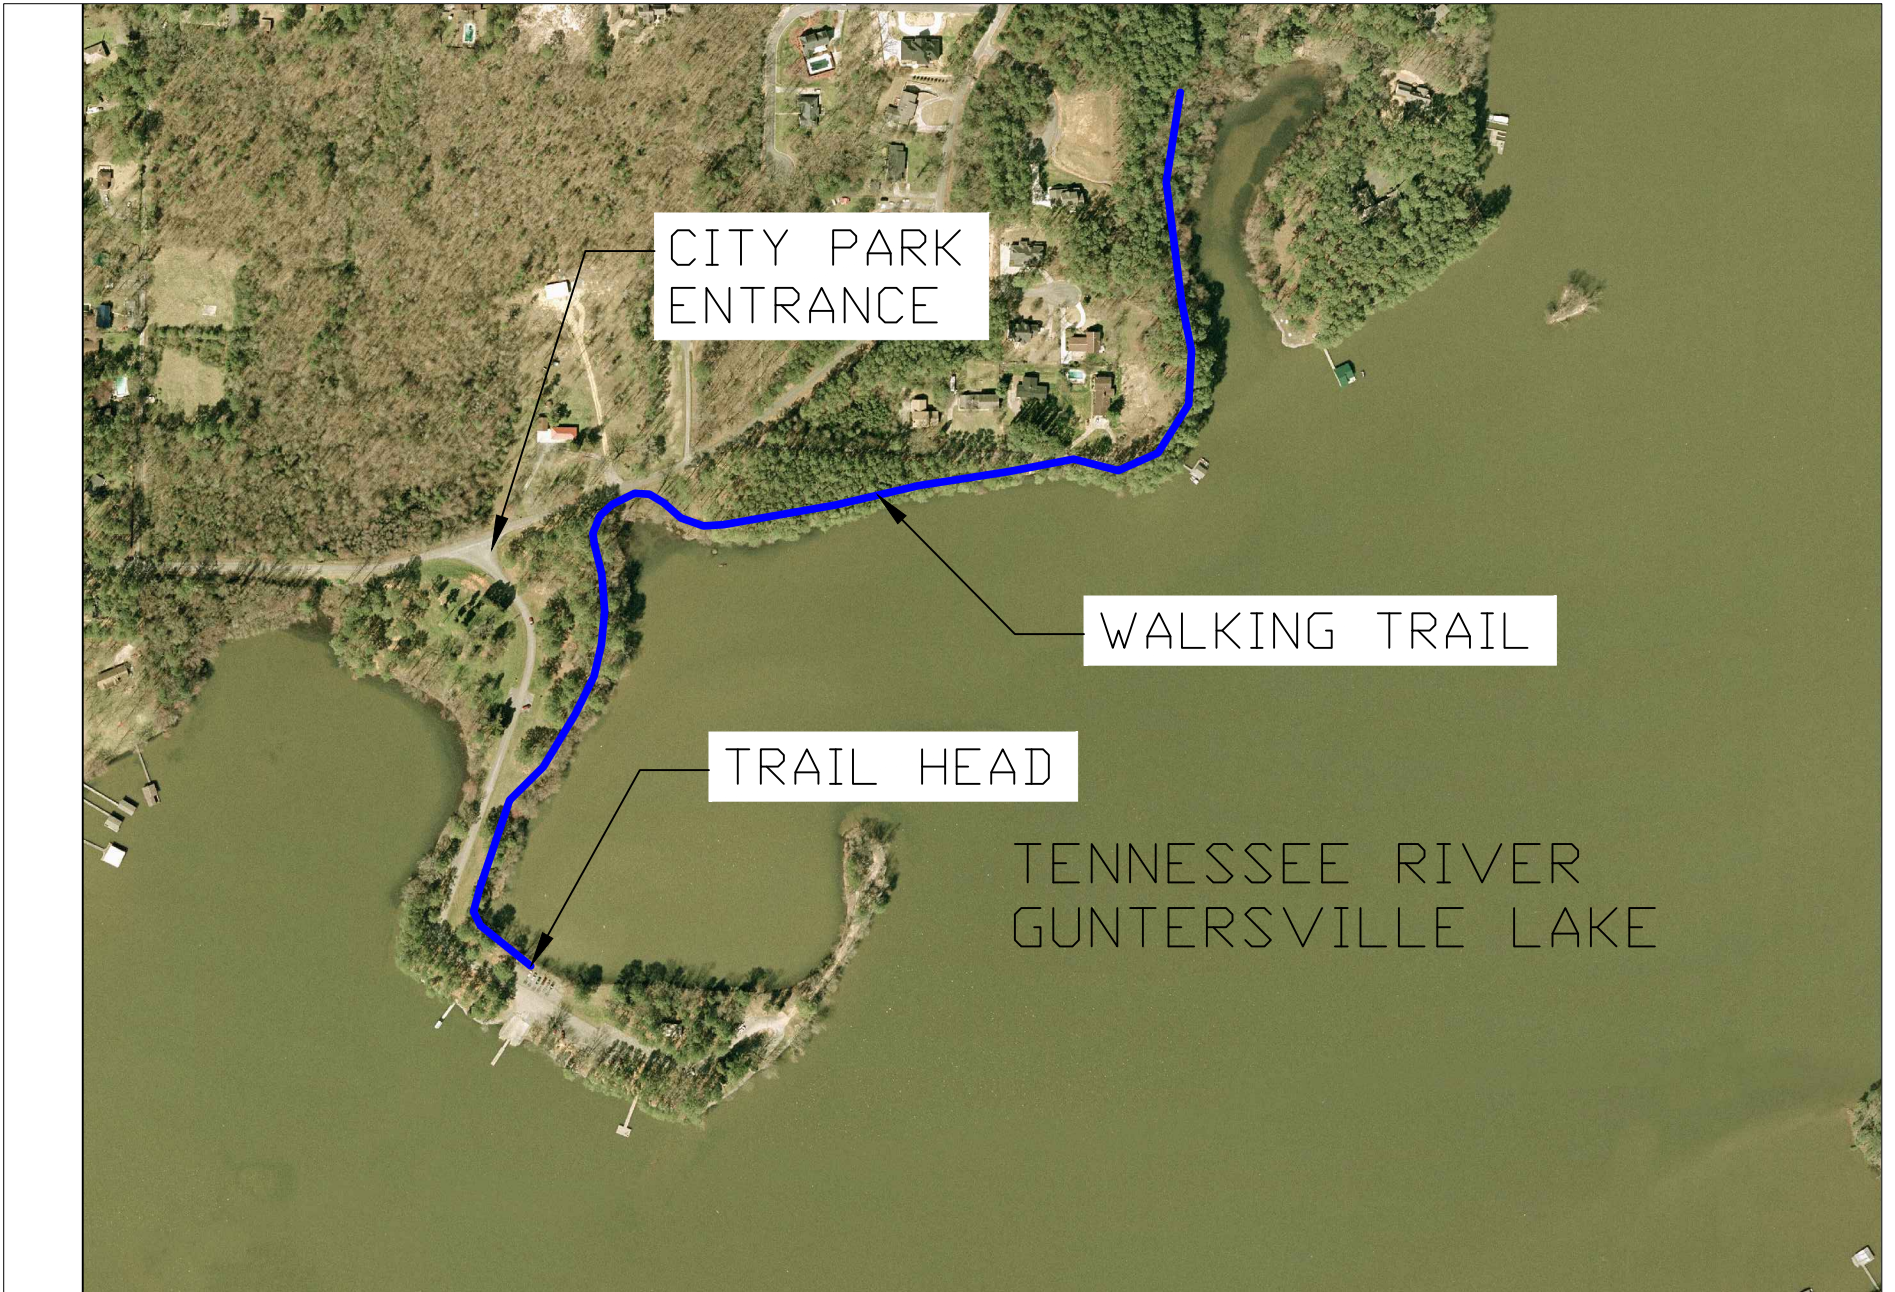 CITY PARK
ENTRANCE
WALKING TRAIL
TRAIL HEAD
TENNESSEE RIVER
GUNTERSVILLE LAKE